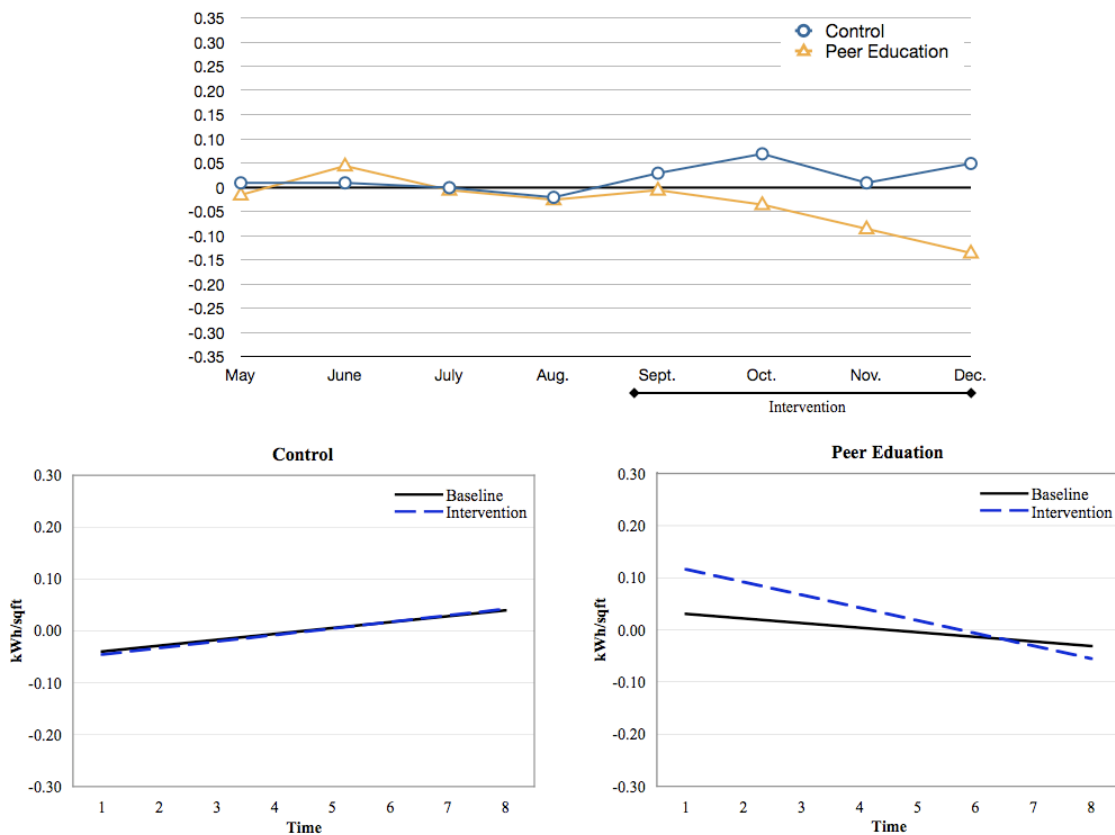 0.35
0.30
0.25
0.20
0.15
0.10
0.05
0
-0.05
-0.10
-0.15
-0.20
-0.25
-0.30
-0.35
Control
Peer Education
May June July Aug. Sept. Oct. Nov. Dec.
Intervention
Control
0.30
0.20
0.10
0.00
-0.10
-0.20
-0.30
kWh/sqft
Baseline
Intervention
1 2 3 4 5 6 7 8
Time
Peer Eduation
0.30
0.20
0.10
0.00
-0.10
-0.20
-0.30
kWh/sqft
Baseline
Intervention
1 2 3 4 5 6 7 8
Time